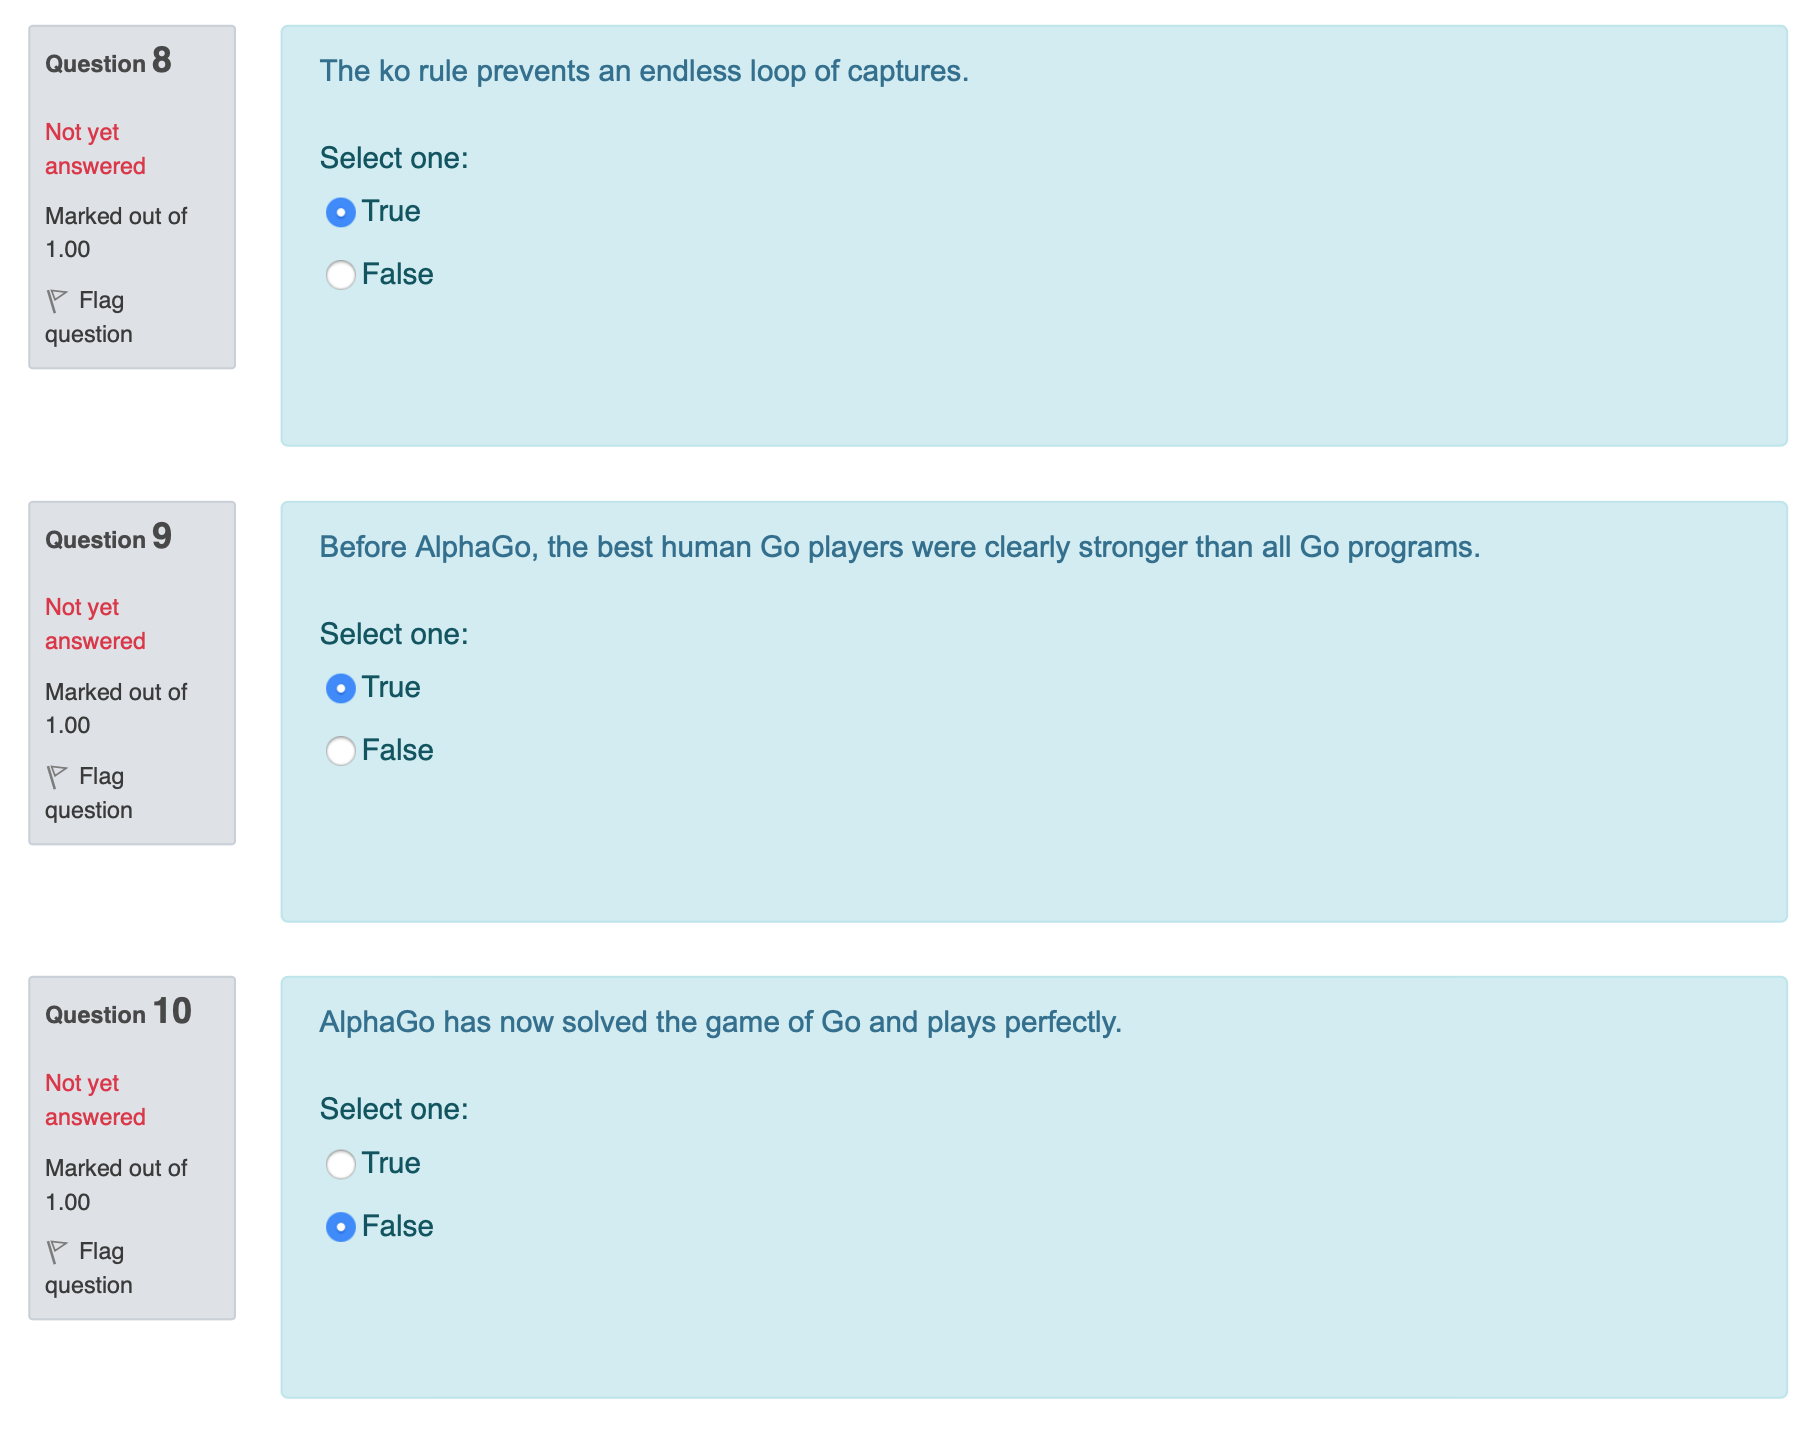 Question 8
Not yet
answered
Marked out of
1.00
Flag
question
The ko rule prevents an endless loop of captures.
Select one:
True
False
Question 9
Not yet
answered
Marked out of
1.00
Flag
question
Before AlphaGo, the best human Go players were clearly stronger than all Go programs.
Select one:
True
False
Question 10
Not yet
answered
Marked out of
1.00
Flag
question
AlphaGo has now solved the game of Go and plays perfectly.
Select one:
True
False